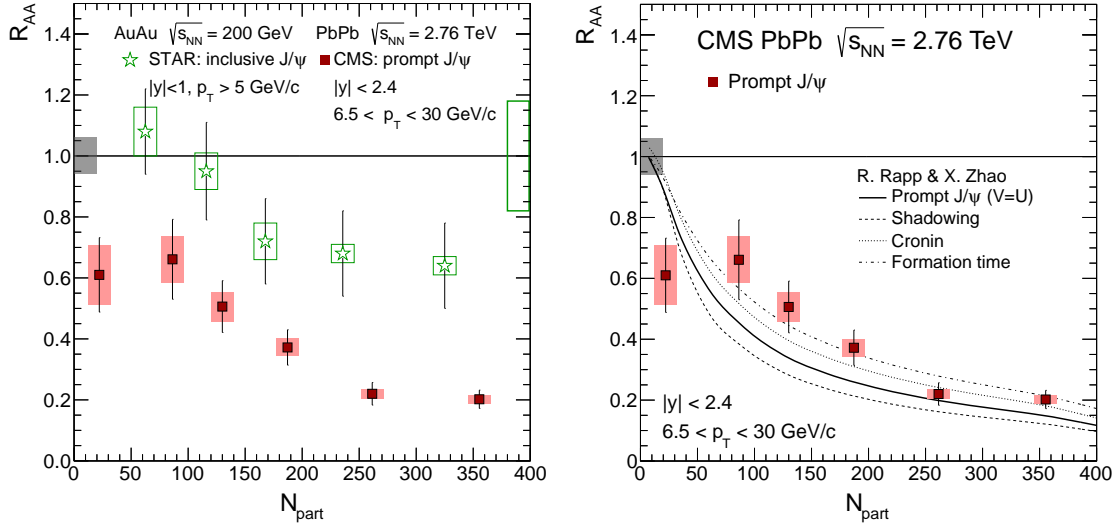 R_AA
1.4
1.2
1.0
0.8
0.6
0.4
0.2
0.0
AuAu √s_NN = 200 GeV
PbPb √s_NN = 2.76 TeV
STAR: inclusive J/ψ
CMS: prompt J/ψ
|y|<1, p_T > 5 GeV/c
|y| < 2.4
6.5 < p_T < 30 GeV/c
0 50 100 150 200 250 300 350 400
N_part
R_AA
1.4
1.2
1
0.8
0.6
0.4
0.2
0
CMS PbPb √s_NN = 2.76 TeV
Prompt J/ψ
R. Rapp & X. Zhao
Prompt J/ψ (V=U)
Shadowing
Cronin
Formation time
|y| < 2.4
6.5 < p_T < 30 GeV/c
0 50 100 150 200 250 300 350 400
N_part